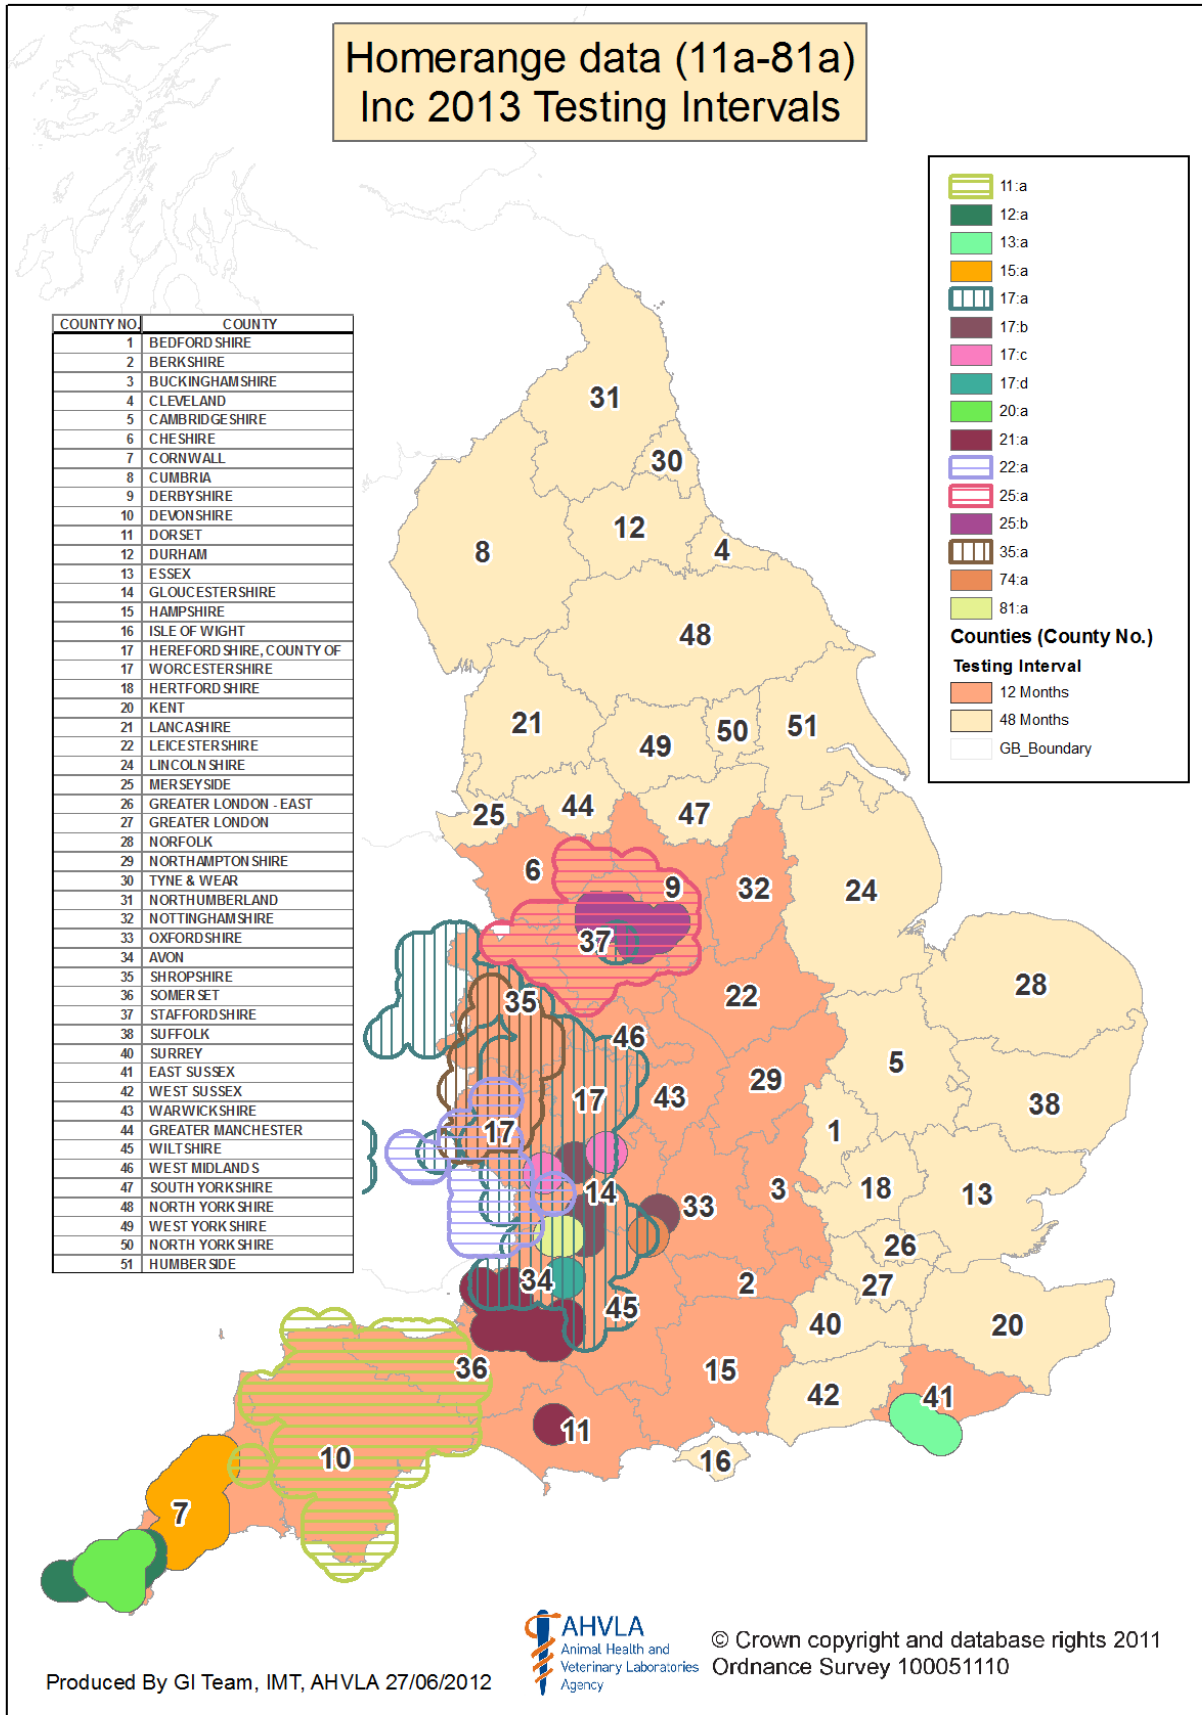 Homerange data (11a-81a)
Inc 2013 Testing Intervals
11:a
12:a
13:a
15:a
17:a
17:b
17:c
17:d
20:a
21:a
22:a
25:a
25:b
35:a
74:a
81:a
Counties (County No.)
Testing Interval
12 Months
48 Months
GB_Boundary
COUNTY NO. COUNTY
1 BEDFORDSHIRE
2 BERKSHIRE
3 BUCKINGHAMSHIRE
4 CLEVELAND
5 CAMBRIDGESHIRE
6 CHESHIRE
7 CORNWALL
8 CUMBRIA
9 DERBYSHIRE
10 DEVONSHIRE
11 DORSET
12 DURHAM
13 ESSEX
14 GLOUCESTERSHIRE
15 HAMPSHIRE
16 ISLE OF WIGHT
17 HEREFORDSHIRE, COUNTY OF
17 WORCESTERSHIRE
18 HERTFORDSHIRE
20 KENT
21 LANCASHIRE
22 LEICESTERSHIRE
24 LINCOLNSHIRE
25 MERSEYSIDE
26 GREATER LONDON - EAST
27 GREATER LONDON
28 NORFOLK
29 NORTHAMPTONSHIRE
30 TYNE & WEAR
31 NORTHUMBERLAND
32 NOTTINGHAMSHIRE
33 OXFORDSHIRE
34 AVON
35 SHROPSHIRE
36 SOMERSET
37 STAFFORDSHIRE
38 SUFFOLK
40 SURREY
41 EAST SUSSEX
42 WEST SUSSEX
43 WARWICKSHIRE
44 GREATER MANCHESTER
45 WILTSHIRE
46 WEST MIDLANDS
47 SOUTH YORKSHIRE
48 NORTH YORKSHIRE
49 WEST YORKSHIRE
50 NORTH YORKSHIRE
51 HUMBERSIDE
31
30
12
4
8
48
21
49
50
51
25
44
47
6
9
32
24
37
28
35
22
46
5
17
43
29
38
17
1
14
33
3
18
13
26
34
2
27
45
40
20
36
15
42
41
11
10
16
7
AHVLA
Animal Health and
Veterinary Laboratories
Agency
© Crown copyright and database rights 2011
Ordnance Survey 100051110
Produced By GI Team, IMT, AHVLA 27/06/2012